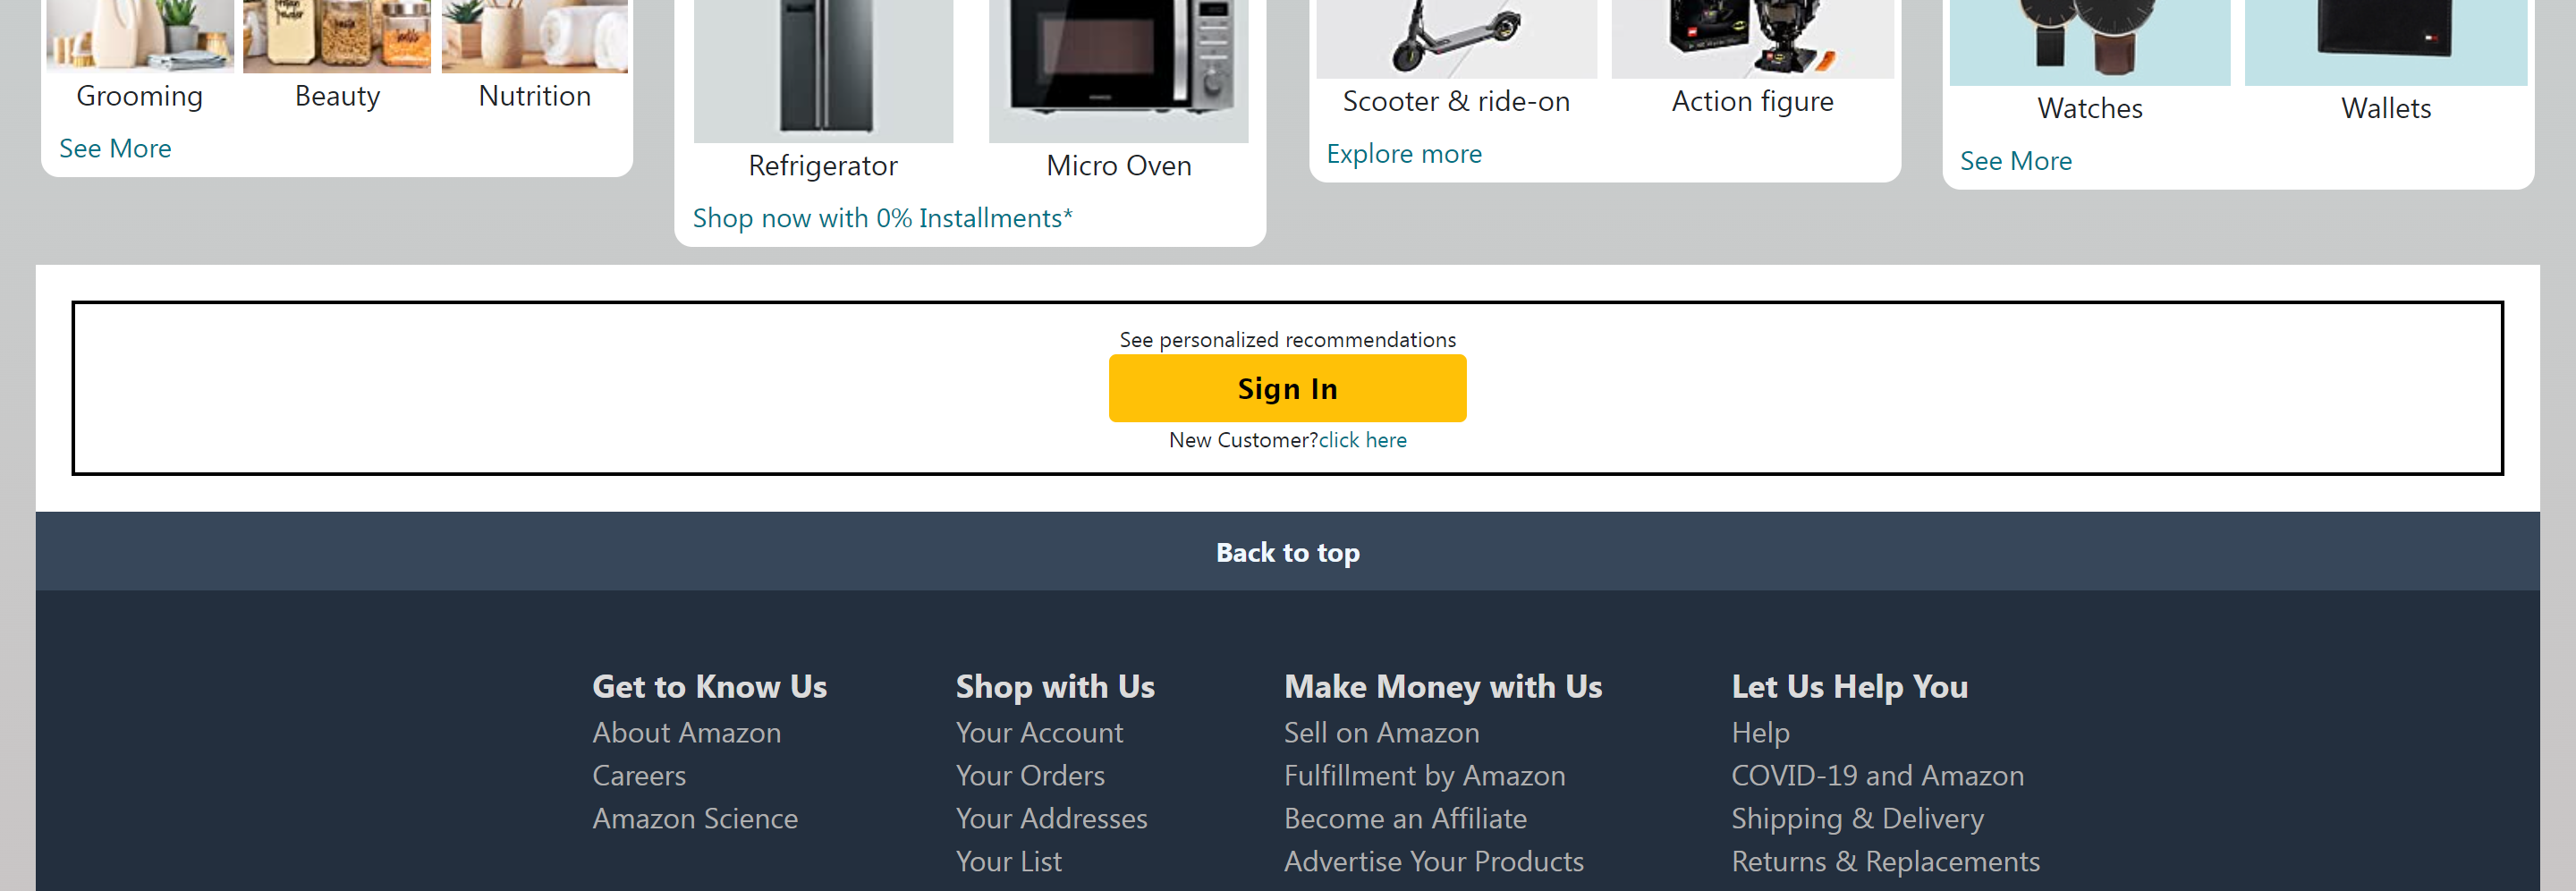 Grooming
Beauty
Nutrition
See More
Refrigerator
Micro Oven
Shop now with 0% Installments*
Scooter & ride-on
Action figure
Explore more
Watches
Wallets
See More
See personalized recommendations
Sign In
New Customer?click here
Back to top
Get to Know Us
About Amazon
Careers
Amazon Science
Shop with Us
Your Account
Your Orders
Your Addresses
Your List
Make Money with Us
Sell on Amazon
Fulfillment by Amazon
Become an Affiliate
Advertise Your Products
Let Us Help You
Help
COVID-19 and Amazon
Shipping & Delivery
Returns & Replacements